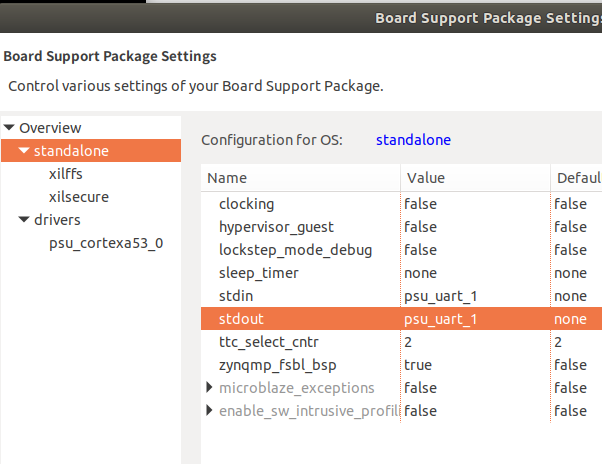 Board Support Package Settings
Board Support Package Settings
Control various settings of your Board Support Package.
Overview
standalone
xilffs
xilsecure
drivers
psu_cortexa53_0
Configuration for OS: standalone
Name Value Defaul
clocking false false
hypervisor_guest false false
lockstep_mode_debug false false
sleep_timer none none
stdin psu_uart_1 none
stdout psu_uart_1 none
ttc_select_cntr 2 2
zynqmp_fsbl_bsp true false
microblaze_exceptions false false
enable_sw_intrusive_profili false false